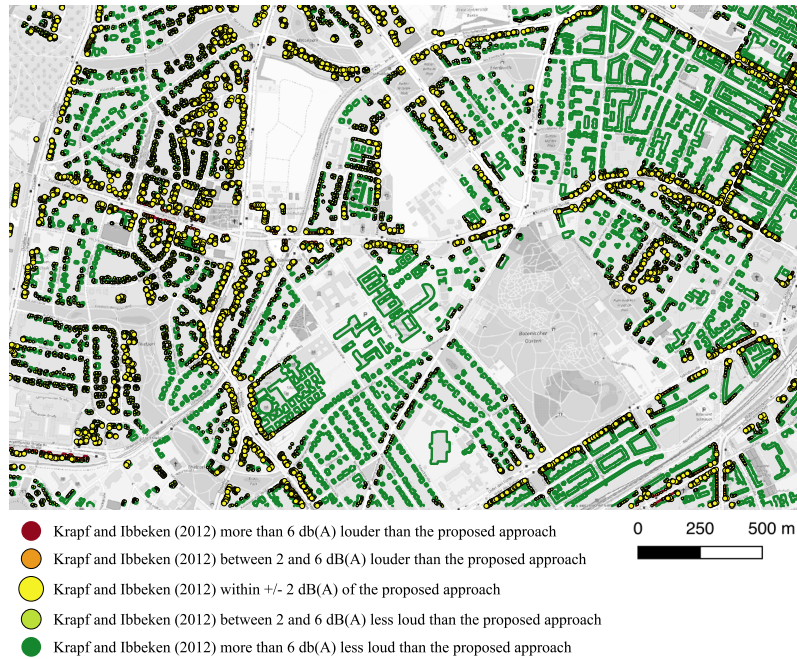 Botanischer
Garten
Krapf and Ibbeken (2012) more than 6 db(A) louder than the proposed approach
Krapf and Ibbeken (2012) between 2 and 6 dB(A) louder than the proposed approach
Krapf and Ibbeken (2012) within +/- 2 dB(A) of the proposed approach
Krapf and Ibbeken (2012) between 2 and 6 dB(A) less loud than the proposed approach
Krapf and Ibbeken (2012) more than 6 db(A) less loud than the proposed approach
0 250 500 m